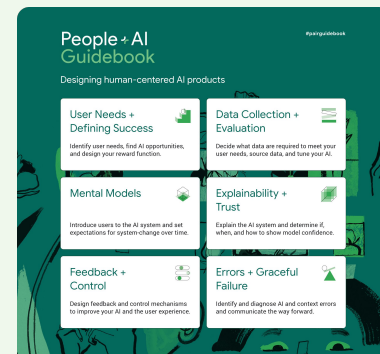 #pairguidebook
People + AI
Guidebook
Designing human-centered AI products
User Needs +
Defining Success
Identify user needs, find AI opportunities,
and design your reward function.
Data Collection +
Evaluation
Decide what data are required to meet your
user needs, source data, and tune your AI.
Mental Models
Introduce users to the AI system and set
expectations for system-change over time.
Explainability +
Trust
Explain the AI system and determine if,
when, and how to show model confidence.
Feedback +
Control
Design feedback and control mechanisms
to improve your AI and the user experience.
Errors + Graceful
Failure
Identify and diagnose AI and context errors
and communicate the way forward.